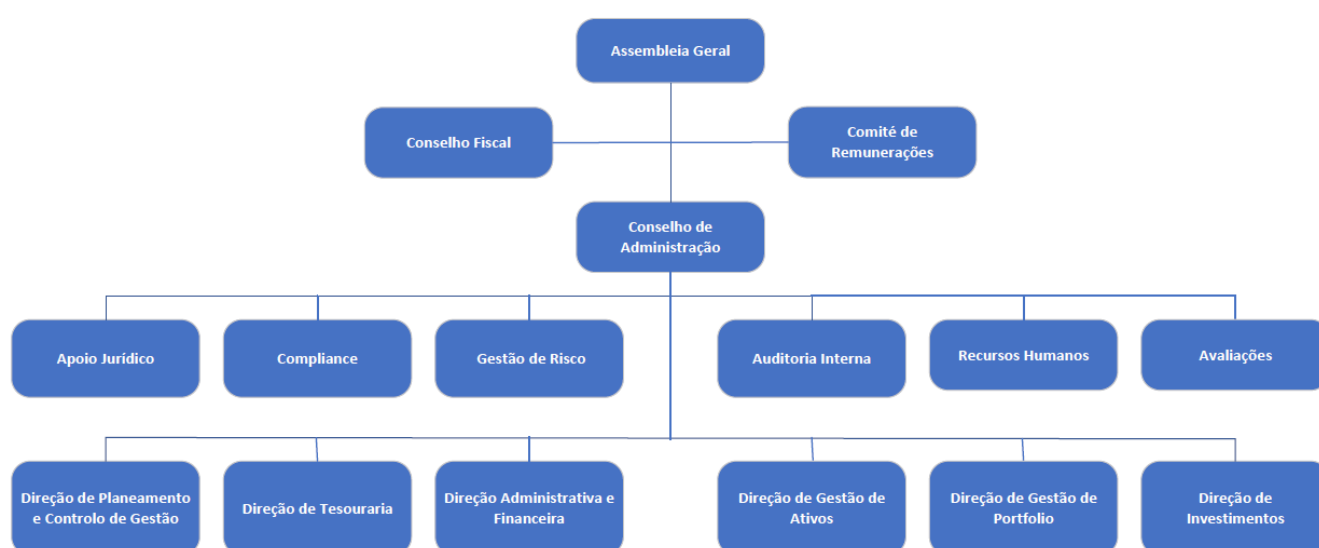 Assembleia Geral
Conselho Fiscal
Comité de
Remunerações
Conselho de
Administração
Apoio Jurídico
Compliance
Gestão de Risco
Auditoria Interna
Recursos Humanos
Avaliações
Direção de Planeamento
e Controlo de Gestão
Direção de Tesouraria
Direção Administrativa e
Financeira
Direção de Gestão de
Ativos
Direção de Gestão de
Portfolio
Direção de
Investimentos